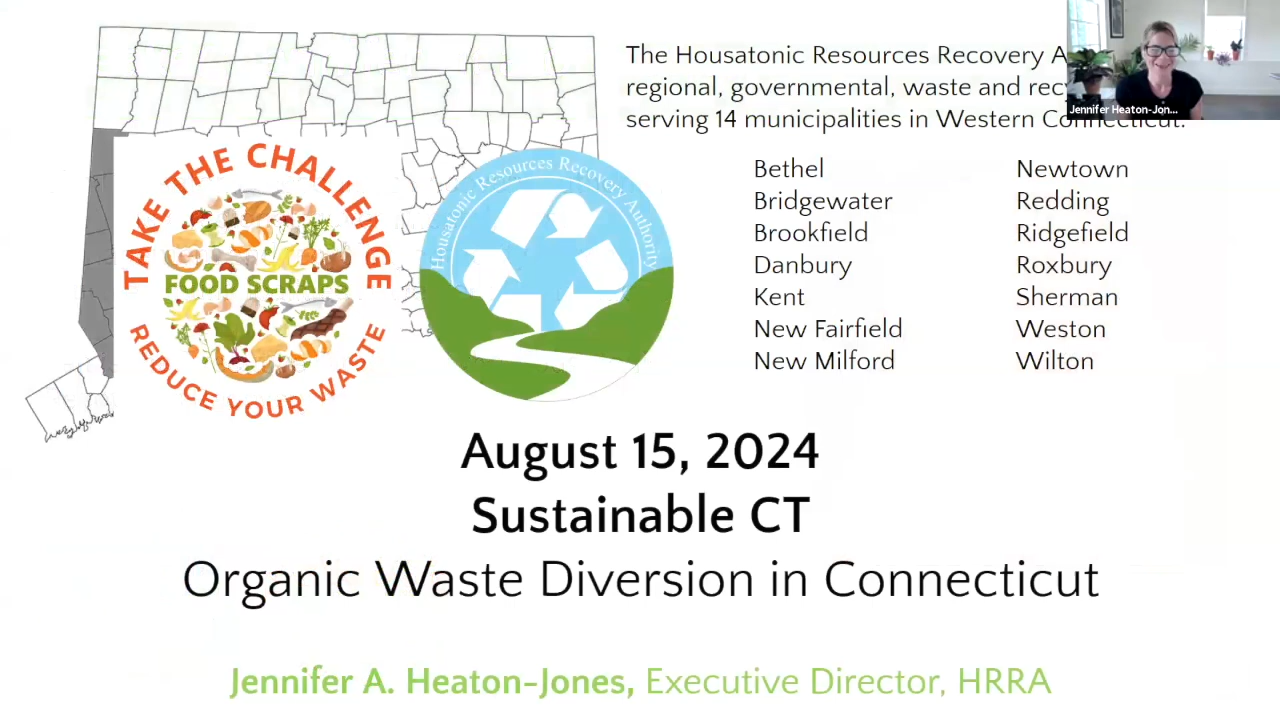 The Housatonic Resources Recovery A
regional, governmental, waste and rec
serving 14 municipalities in Western Connecticut.
Jennifer Heaton-Jon...
Bethel
Bridgewater
Brookfield
Danbury
Kent
New Fairfield
New Milford
Newtown
Redding
Ridgefield
Roxbury
Sherman
Weston
Wilton
TAKE THE CHALLENGE
FOOD SCRAPS
REDUCE YOUR WASTE
Housatonic Resources Recovery Authority
August 15, 2024
Sustainable CT
Organic Waste Diversion in Connecticut
Jennifer A. Heaton-Jones, Executive Director, HRRA